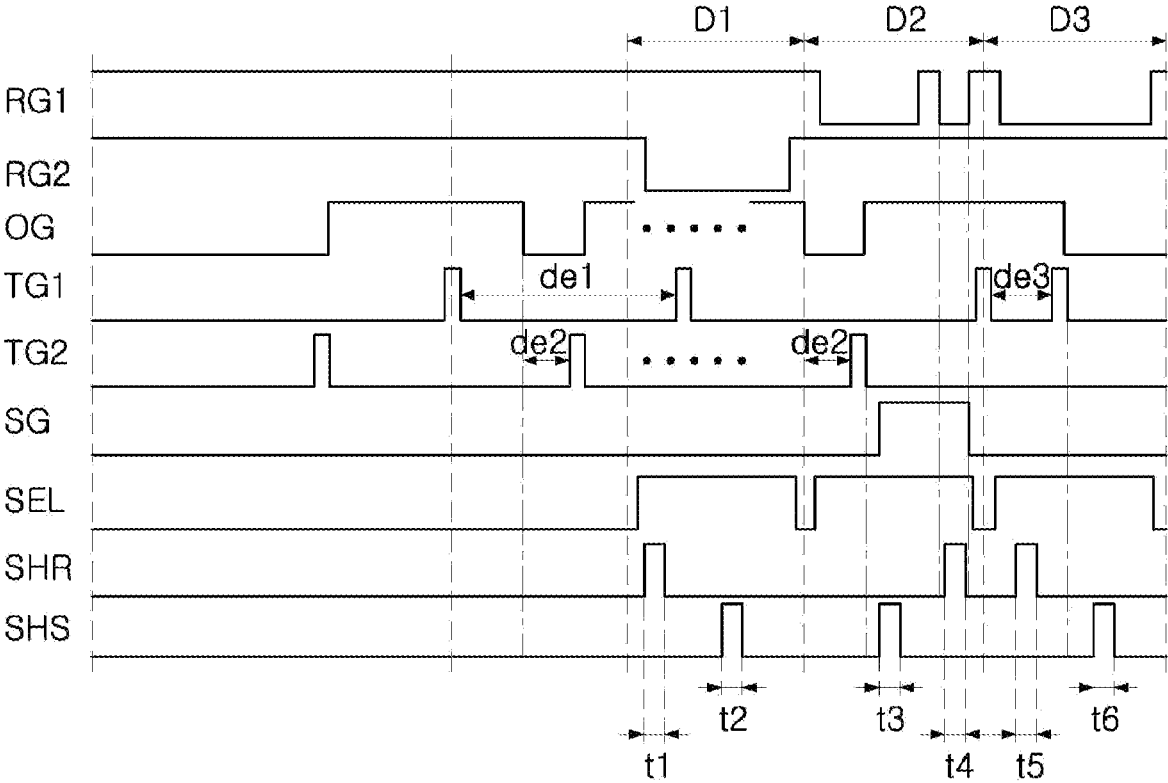 D1 D2 D3
RG1
RG2
OG
TG1 de1 de3
TG2 de2 de2
SG
SEL
SHR
SHS
t2 t3 t6
t1 t4 t5